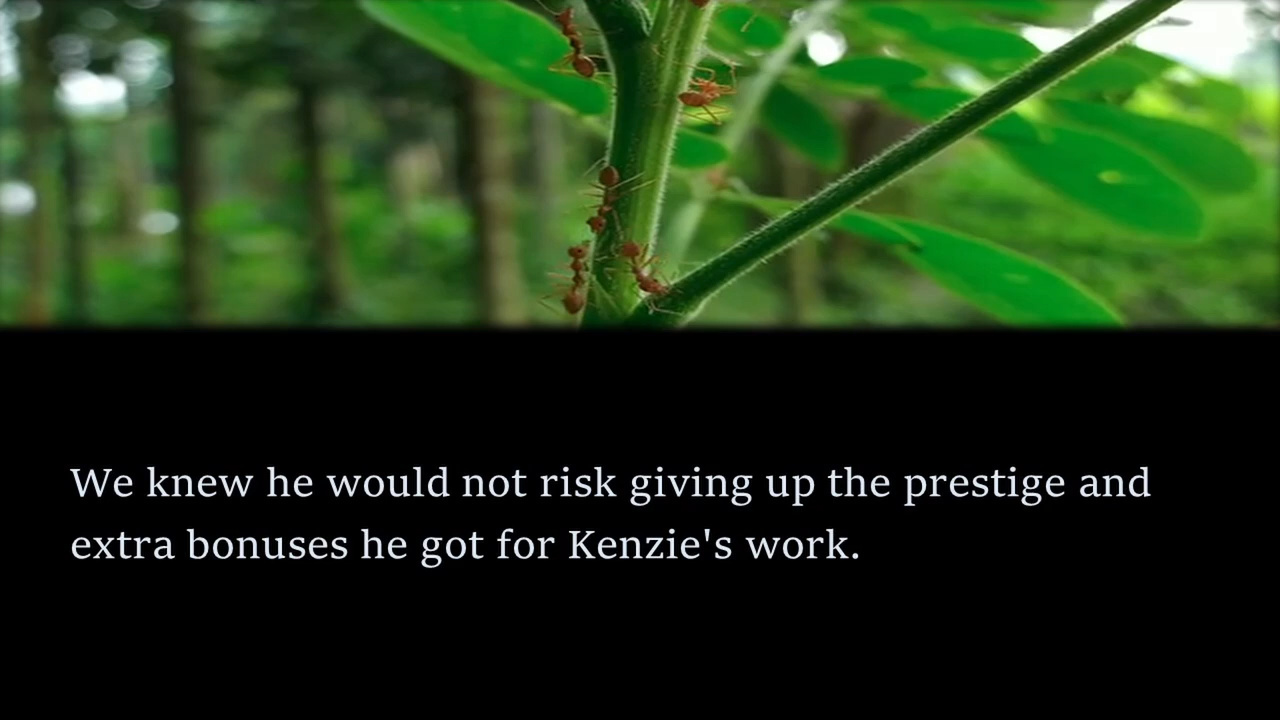 We knew he would not risk giving up the prestige and
extra bonuses he got for Kenzie's work.